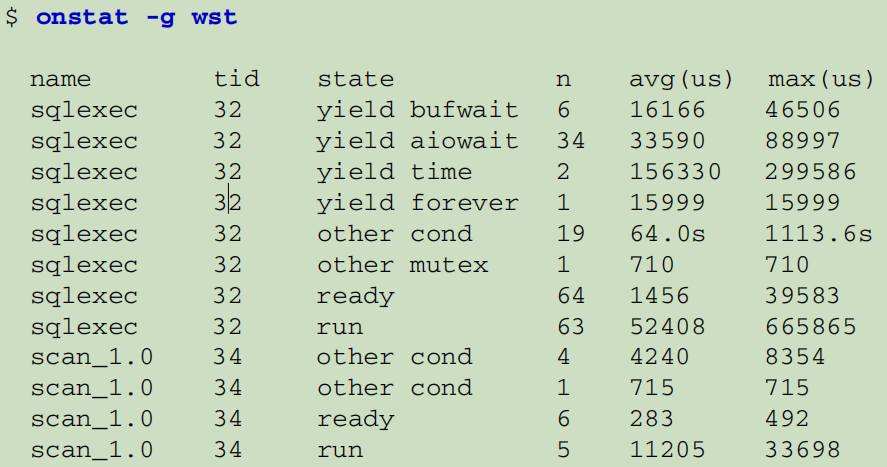 $ onstat -g wst
name tid state n avg(us) max(us)
sqlexec 32 yield bufwait 6 16166 46506
sqlexec 32 yield aiowait 34 33590 88997
sqlexec 32 yield time 2 156330 299586
sqlexec 32 yield forever 1 15999 15999
sqlexec 32 other cond 19 64.0s 1113.6s
sqlexec 32 other mutex 1 710 710
sqlexec 32 ready 64 1456 39583
sqlexec 32 run 63 52408 665865
scan_1.0 34 other cond 4 4240 8354
scan_1.0 34 other cond 1 715 715
scan_1.0 34 ready 6 283 492
scan_1.0 34 run 5 11205 33698